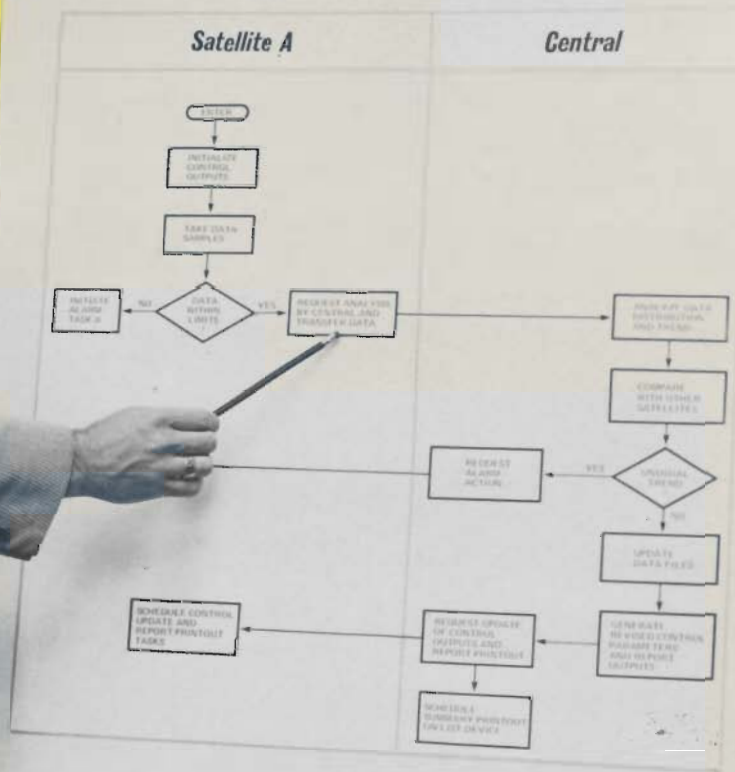 Satellite A
Central
ENTER
INITIALIZE
CONTROL
OUTPUTS
TAKE DATA
SAMPLES
INITIATE
ALARM
TASK A
NO
DATA
WITHIN
LIMITS
YES
REQUEST ANALYSIS
BY CENTRAL AND
TRANSFER DATA
ANALYZE DATA
DISTRIBUTION
AND TREND
COMPARE
WITH OTHER
SATELLITES
REQUEST
ALARM
ACTION
YES
UNUSUAL
TREND
NO
UPDATE
DATA FILES
SCHEDULE CONTROL
UPDATE AND
REPORT PRINTOUT
TASKS
REQUEST UPDATE
OF CONTROL
OUTPUTS AND
REPORT PRINTOUT
GENERATE
REVISED CONTROL
PARAMETERS
AND REPORT
OUTPUTS
SCHEDULE
SUMMARY PRINTOUT
ON LIST DEVICE